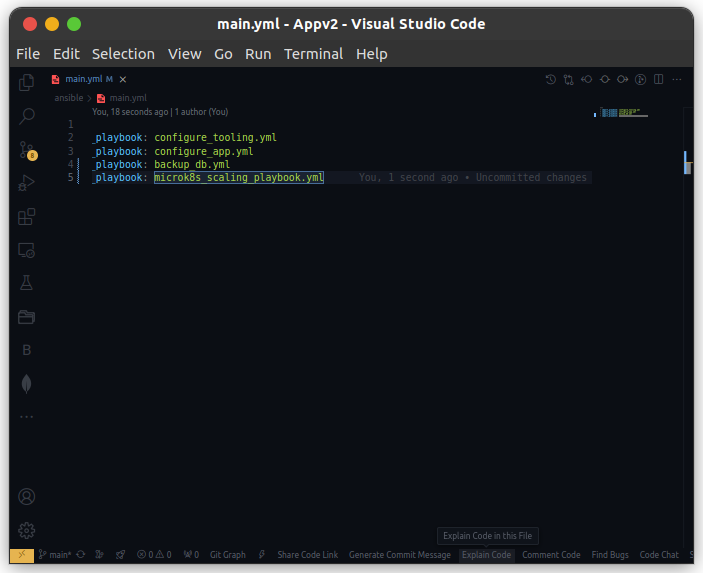 main.yml - Appv2 - Visual Studio Code
File Edit Selection View Go Run Terminal Help
main.yml M
ansible > main.yml
You, 18 seconds ago | 1 author (You)
1
2 _playbook: configure_tooling.yml
3 _playbook: configure_app.yml
4 _playbook: backup_db.yml
5 _playbook: microk8s_scaling_playbook.yml You, 1 second ago • Uncommitted changes
8
B
Explain Code in this File
main* 0 0 0 Git Graph Share Code Link Generate Commit Message Explain Code Comment Code Find Bugs Code Chat S